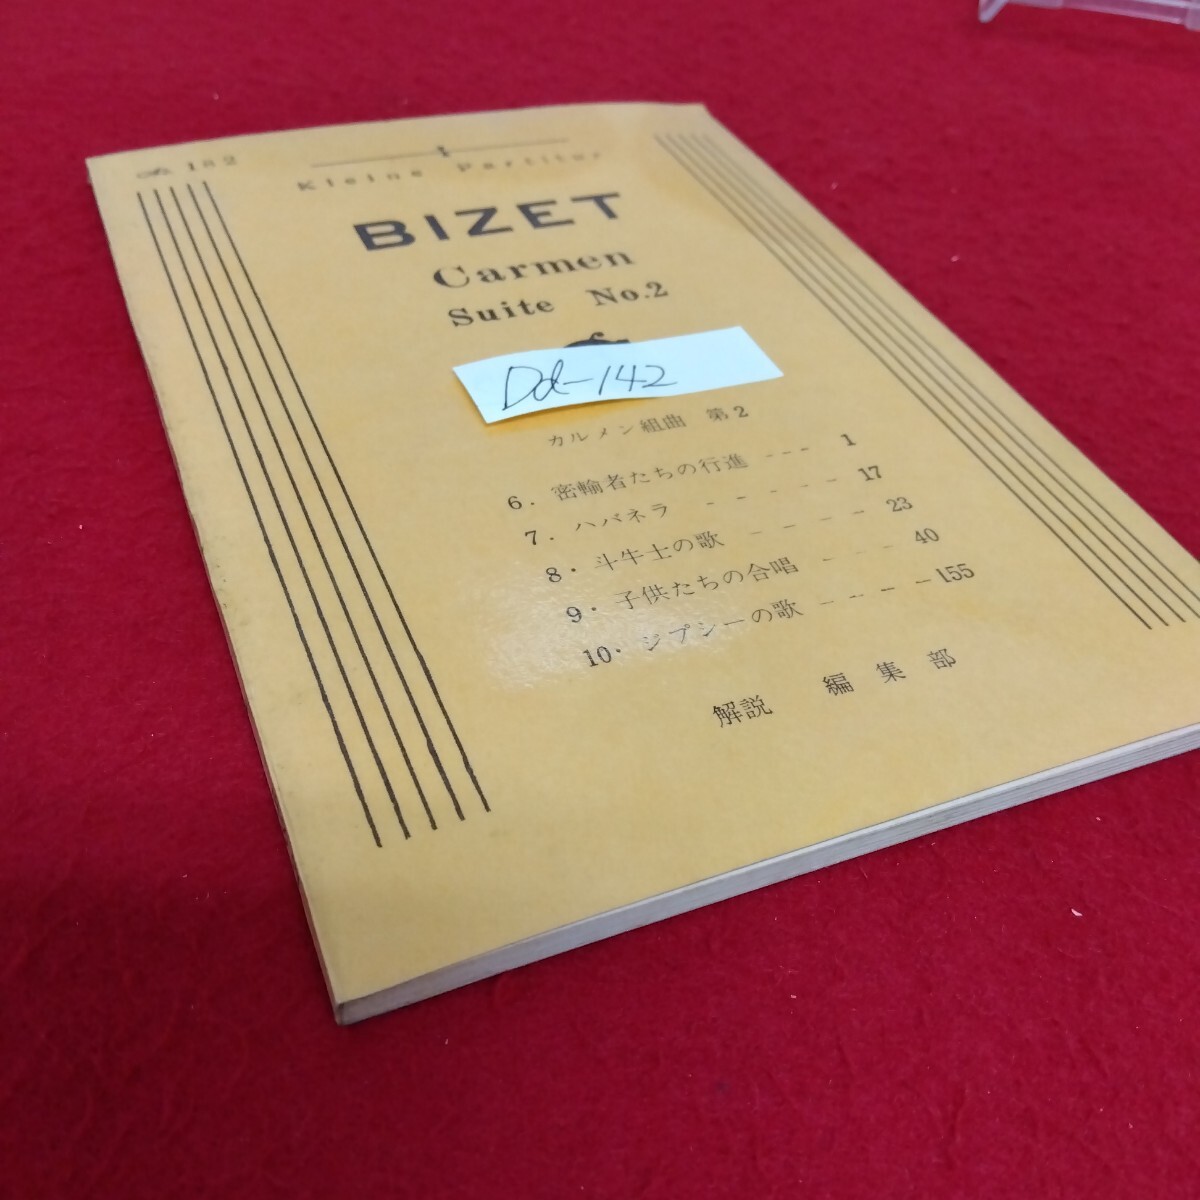 182
Kleine Partitur
BIZET
Carmen
Suite No.2
Dd-142
カルメン組曲 第2
6. 密輸者たちの行進 --- 1
7. ハバネラ ----- 17
8. 斗牛士の歌 ---- 23
9. 子供たちの合唱 --- 40
10. ジプシーの歌 -----155
解説 編集部